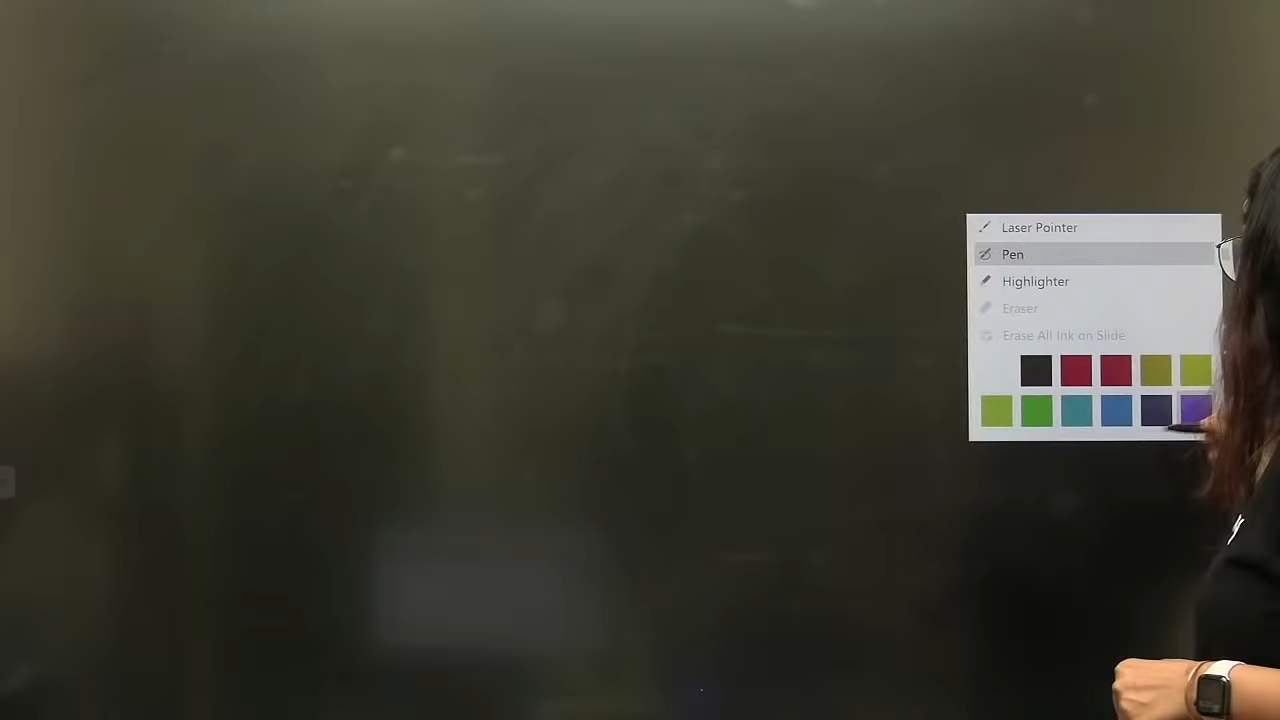 Laser Pointer
Pen
Highlighter
Eraser
Erase All Ink on Slide